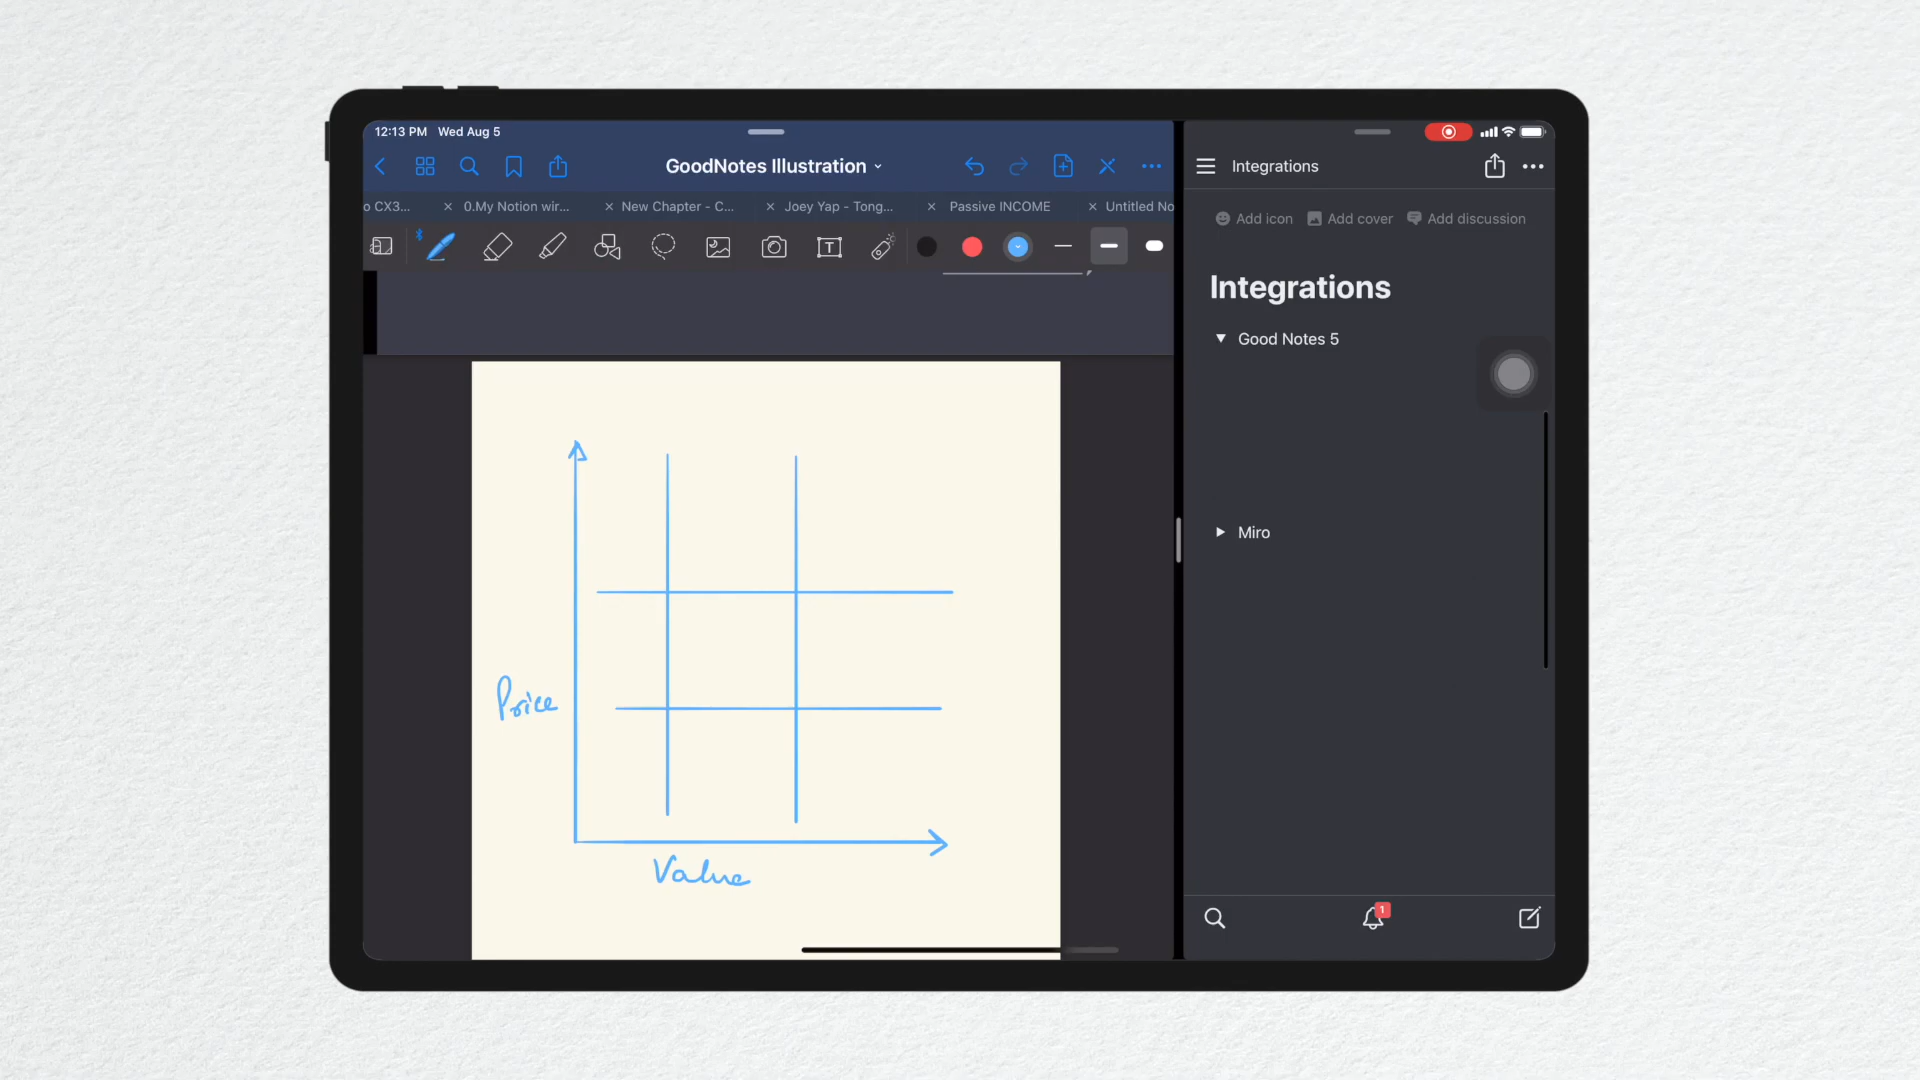 12:13 PM Wed Aug 5
GoodNotes Illustration
o CX3...
0.My Notion wir...
New Chapter - C...
Joey Yap - Tong...
Passive INCOME
Untitled No
T
Price
Value
Integrations
Add icon
Add cover
Add discussion
Integrations
Good Notes 5
Miro
1